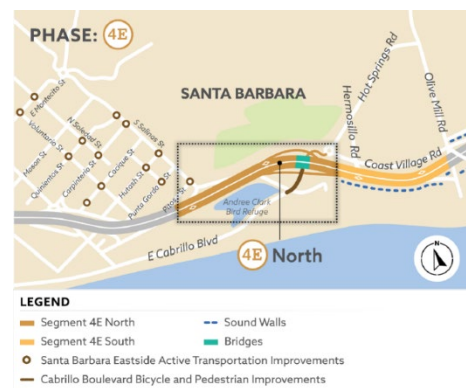 PHASE: 4E
SANTA BARBARA
E Montecito St
Voluntario St
Mason St
Quinientos St
N Soledad St
Carpinteria St
S Salinas St
Cacique St
Hutash St
Punta Gorda St
Pitos St
Hermosillo Rd
Hot Springs Rd
Olive Mill Rd
Coast Village Rd
Andree Clark
Bird Refuge
E Cabrillo Blvd
4E North
N
LEGEND
Segment 4E North
Sound Walls
Segment 4E South
Bridges
Santa Barbara Eastside Active Transportation Improvements
Cabrillo Boulevard Bicycle and Pedestrian Improvements